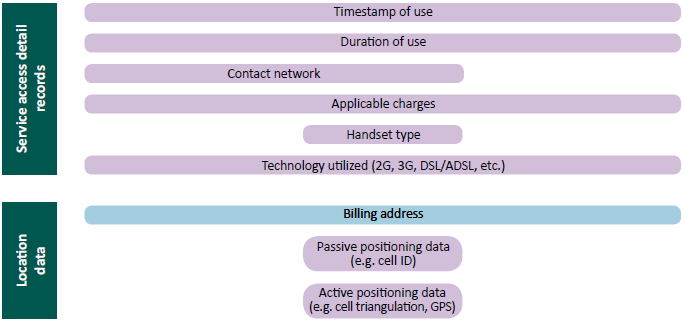 Service access detail
records
Timestamp of use
Duration of use
Contact network
Applicable charges
Handset type
Technology utilized (2G, 3G, DSL/ADSL, etc.)
Location
data
Billing address
Passive positioning data
(e.g. cell ID)
Active positioning data
(e.g. cell triangulation, GPS)